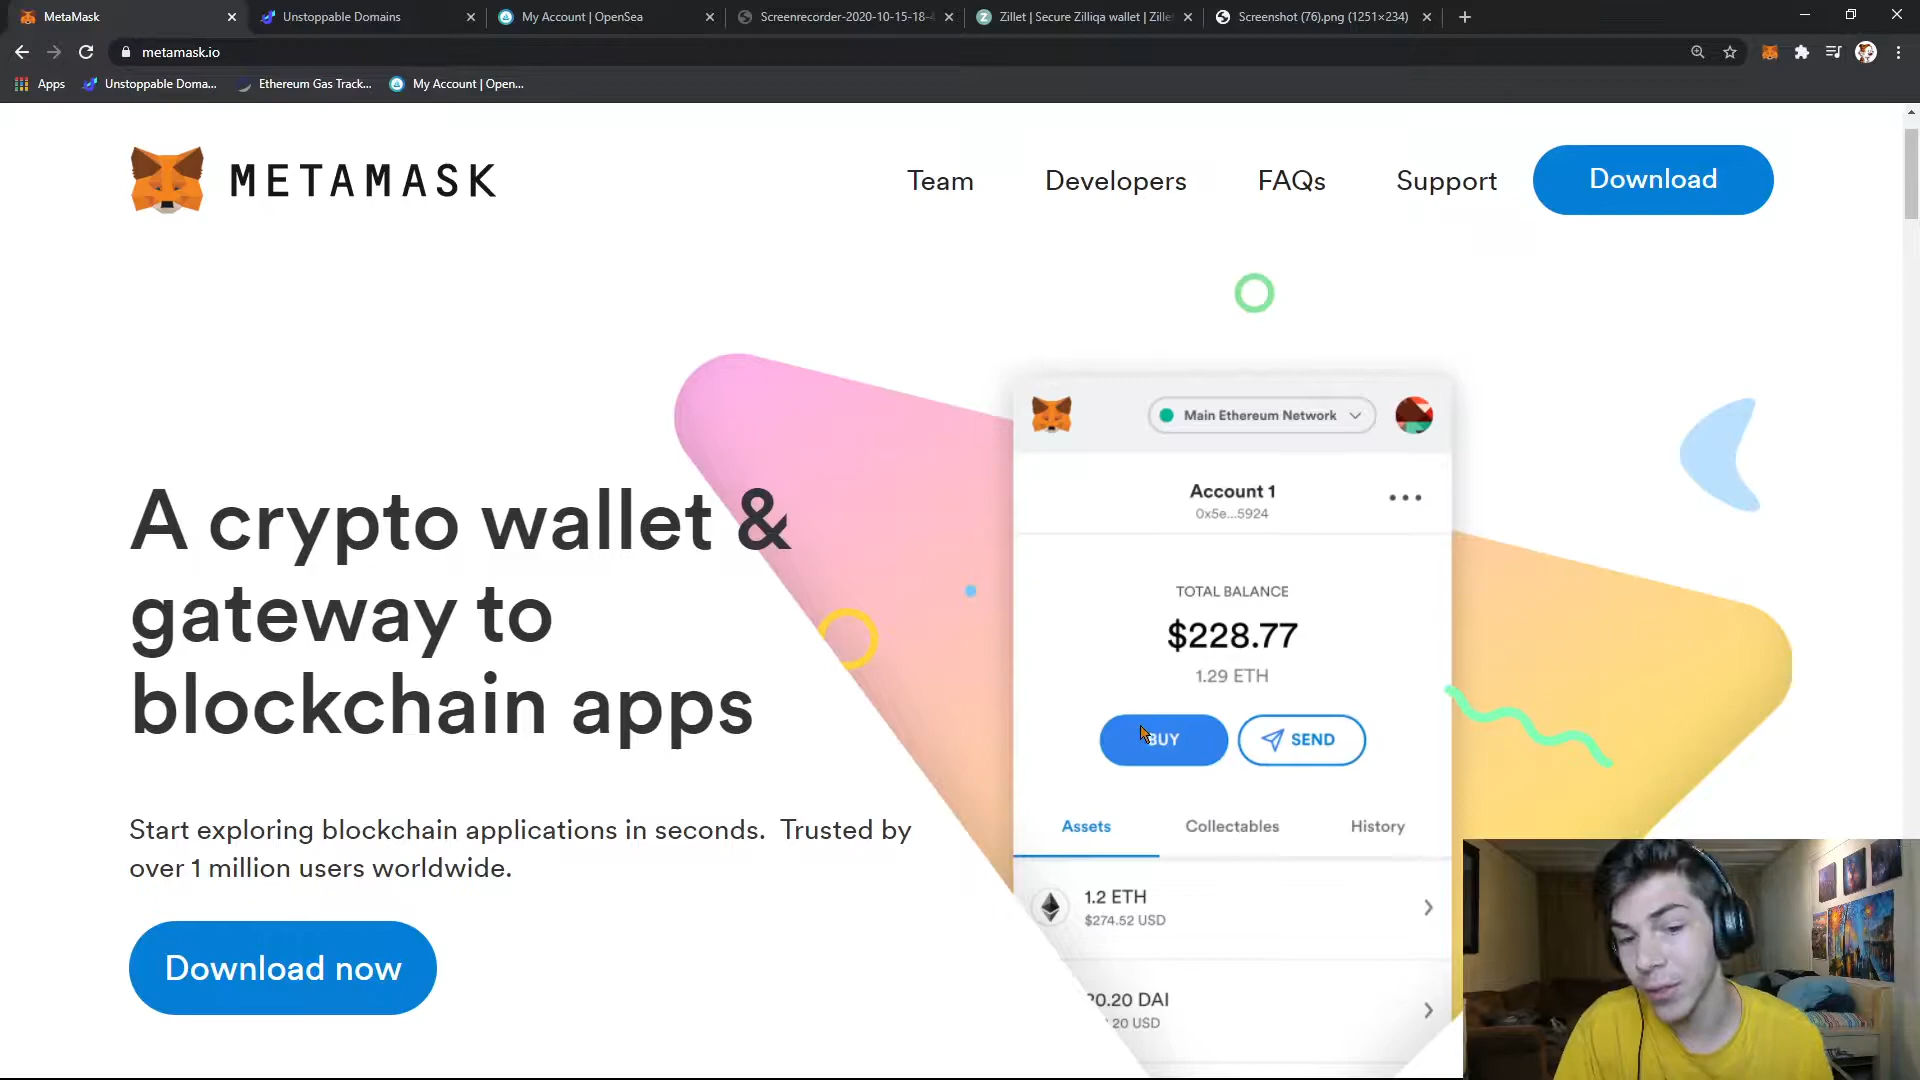 MetaMask
Unstoppable Domains
My Account | OpenSea
Screenrecorder-2020-10-15-18-4
Zillet | Secure Zilliqa wallet | Zille
Screenshot (76).png (1251×234)
metamask.io
Apps
Unstoppable Doma...
Ethereum Gas Track...
My Account | Open...
METAMASK
Team
Developers
FAQs
Support
Download
Main Ethereum Network
Account 1
0x5e...5924
A crypto wallet &
gateway to
blockchain apps
TOTAL BALANCE
$228.77
1.29 ETH
BUY
SEND
Start exploring blockchain applications in seconds. Trusted by
over 1 million users worldwide.
Assets
Collectables
History
1.2 ETH
$274.52 USD
Download now
0.20 DAI
20 USD